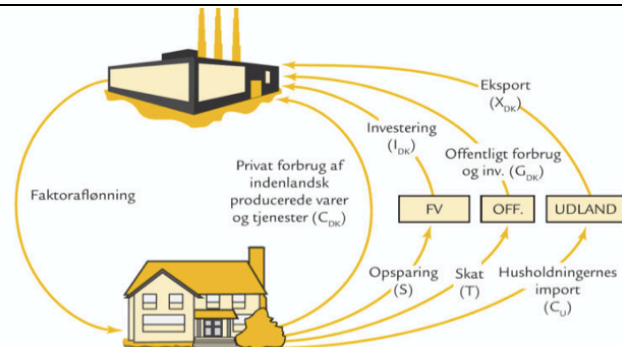 Eksport
(X_DK)
Investering
(I_DK)
Offentligt forbrug
og inv. (G_DK)
Privat forbrug af
indenlandsk
producerede varer
og tjenester (C_DK)
Faktoraflønning
FV
OFF.
UDLAND
Opsparing
(S)
Skat
(T)
Husholdningernes
import
(C_U)